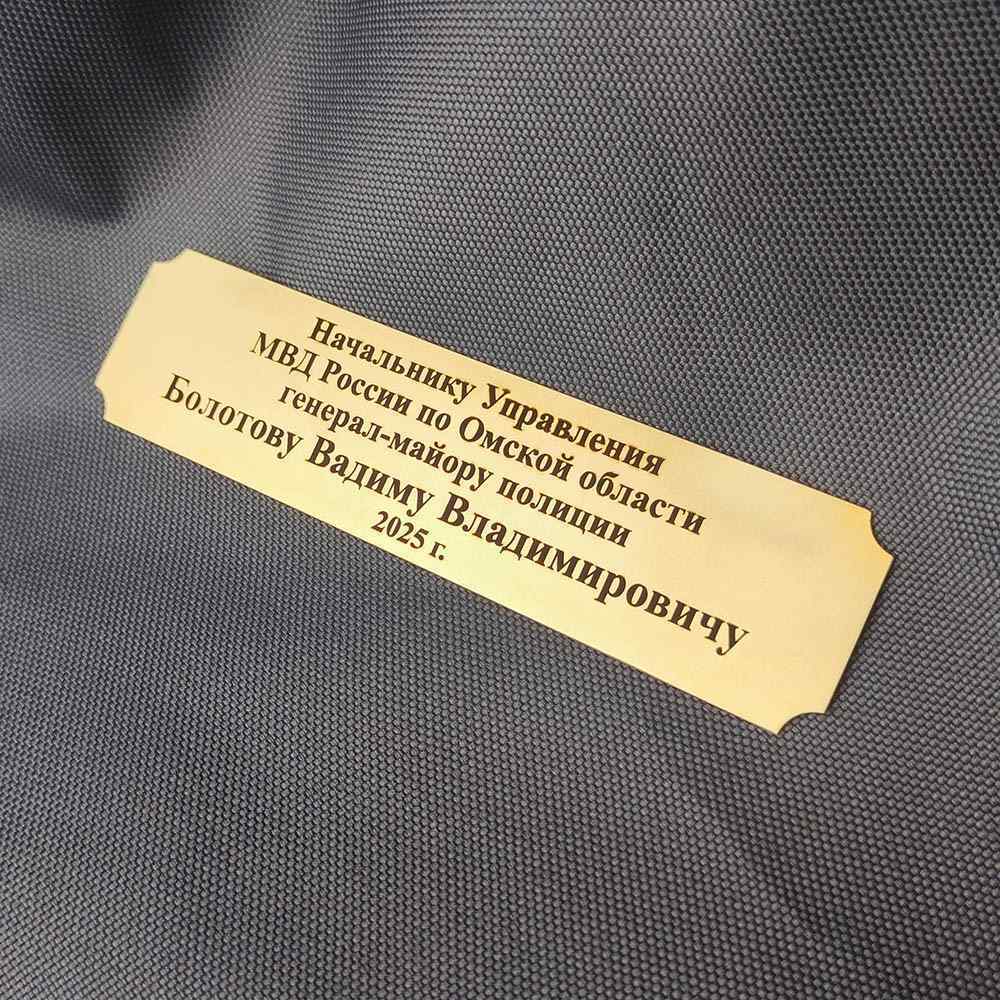 Начальнику Управления
МВД России по Омской области
генерал-майору полиции
Болотову Вадиму Владимировичу
2025 г.